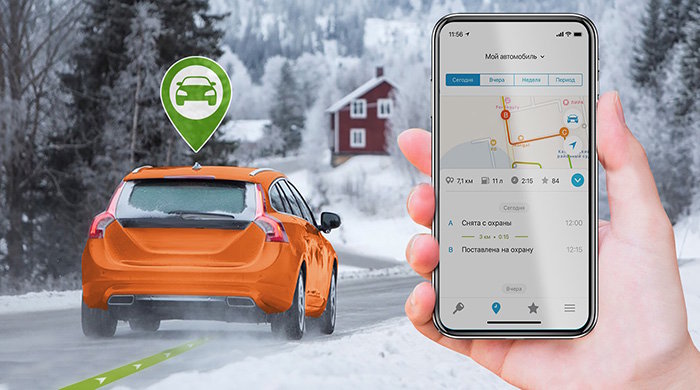 11:56
Мой автомобиль
Сегодня Вчера Неделя Период
B
C
7,1 км 11 л 2:15 84
Сегодня
A Снята с охраны 12:00
3 км • 0:15
B Поставлена на охрану 12:15
Вчера